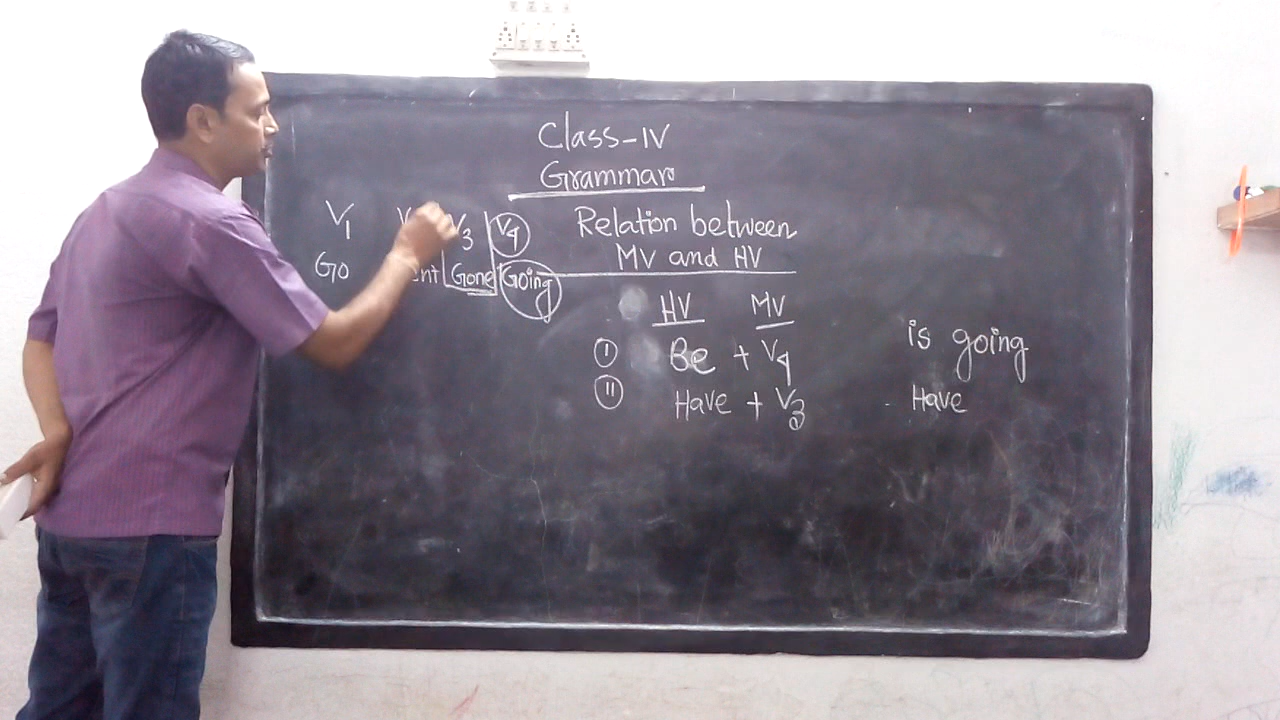 Class-IV
Grammar
V1 V3 V4
Go Gone Going
Relation between
MV and HV
HV MV
(I) Be + V4 is going
(II) Have + V3 Have